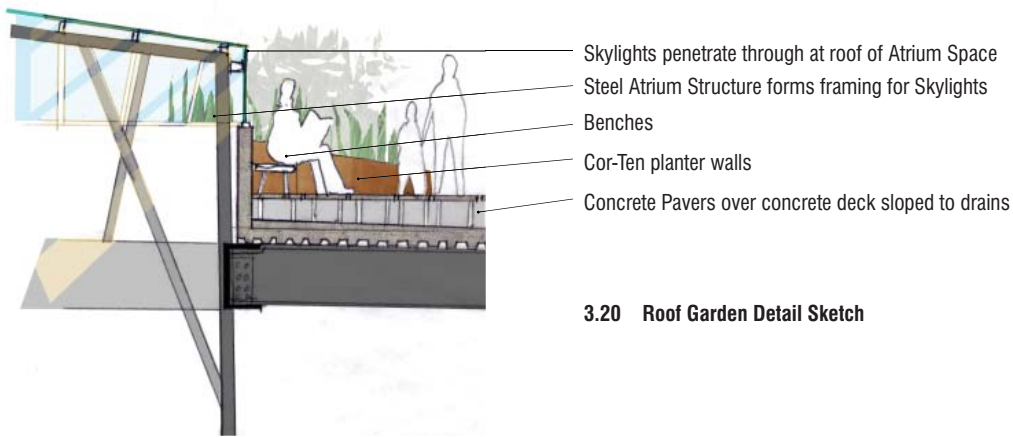 Skylights penetrate through at roof of Atrium Space
Steel Atrium Structure forms framing for Skylights
Benches
Cor-Ten planter walls
Concrete Pavers over concrete deck sloped to drains
3.20 Roof Garden Detail Sketch